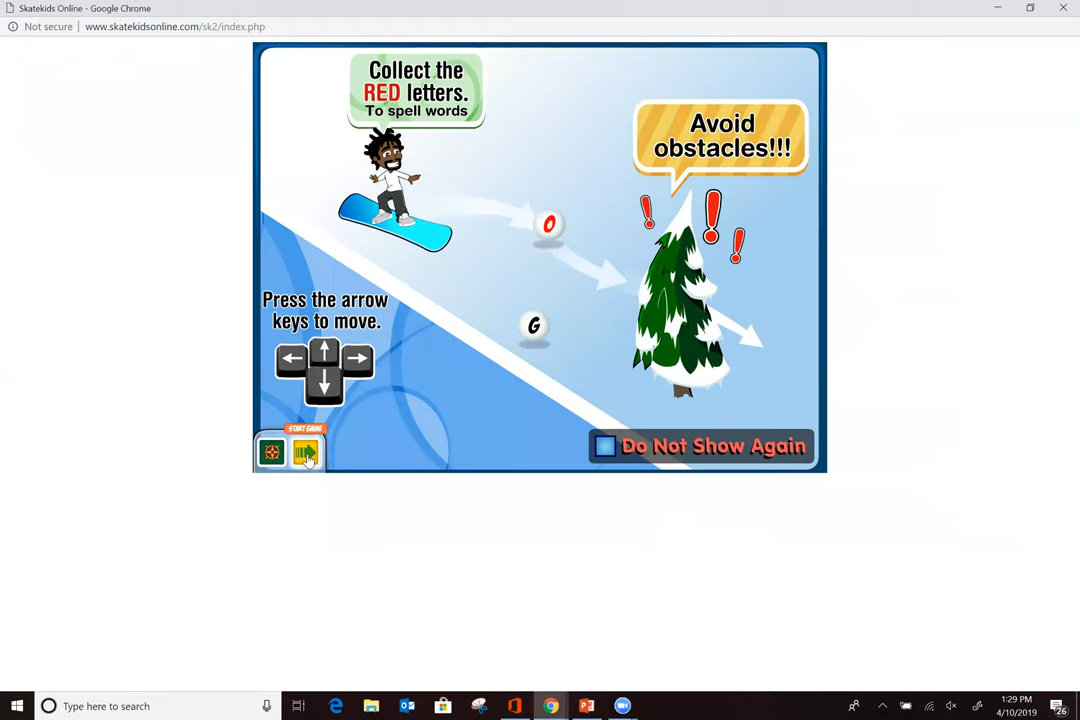 Skatekids Online - Google Chrome
Not secure | www.skatekidsonline.com/sk2/index.php
Collect the
RED letters.
To spell words
Avoid
obstacles!!!
O
G
Press the arrow
keys to move.
START GAME
Do Not Show Again
Type here to search
1:29 PM
4/10/2019
26